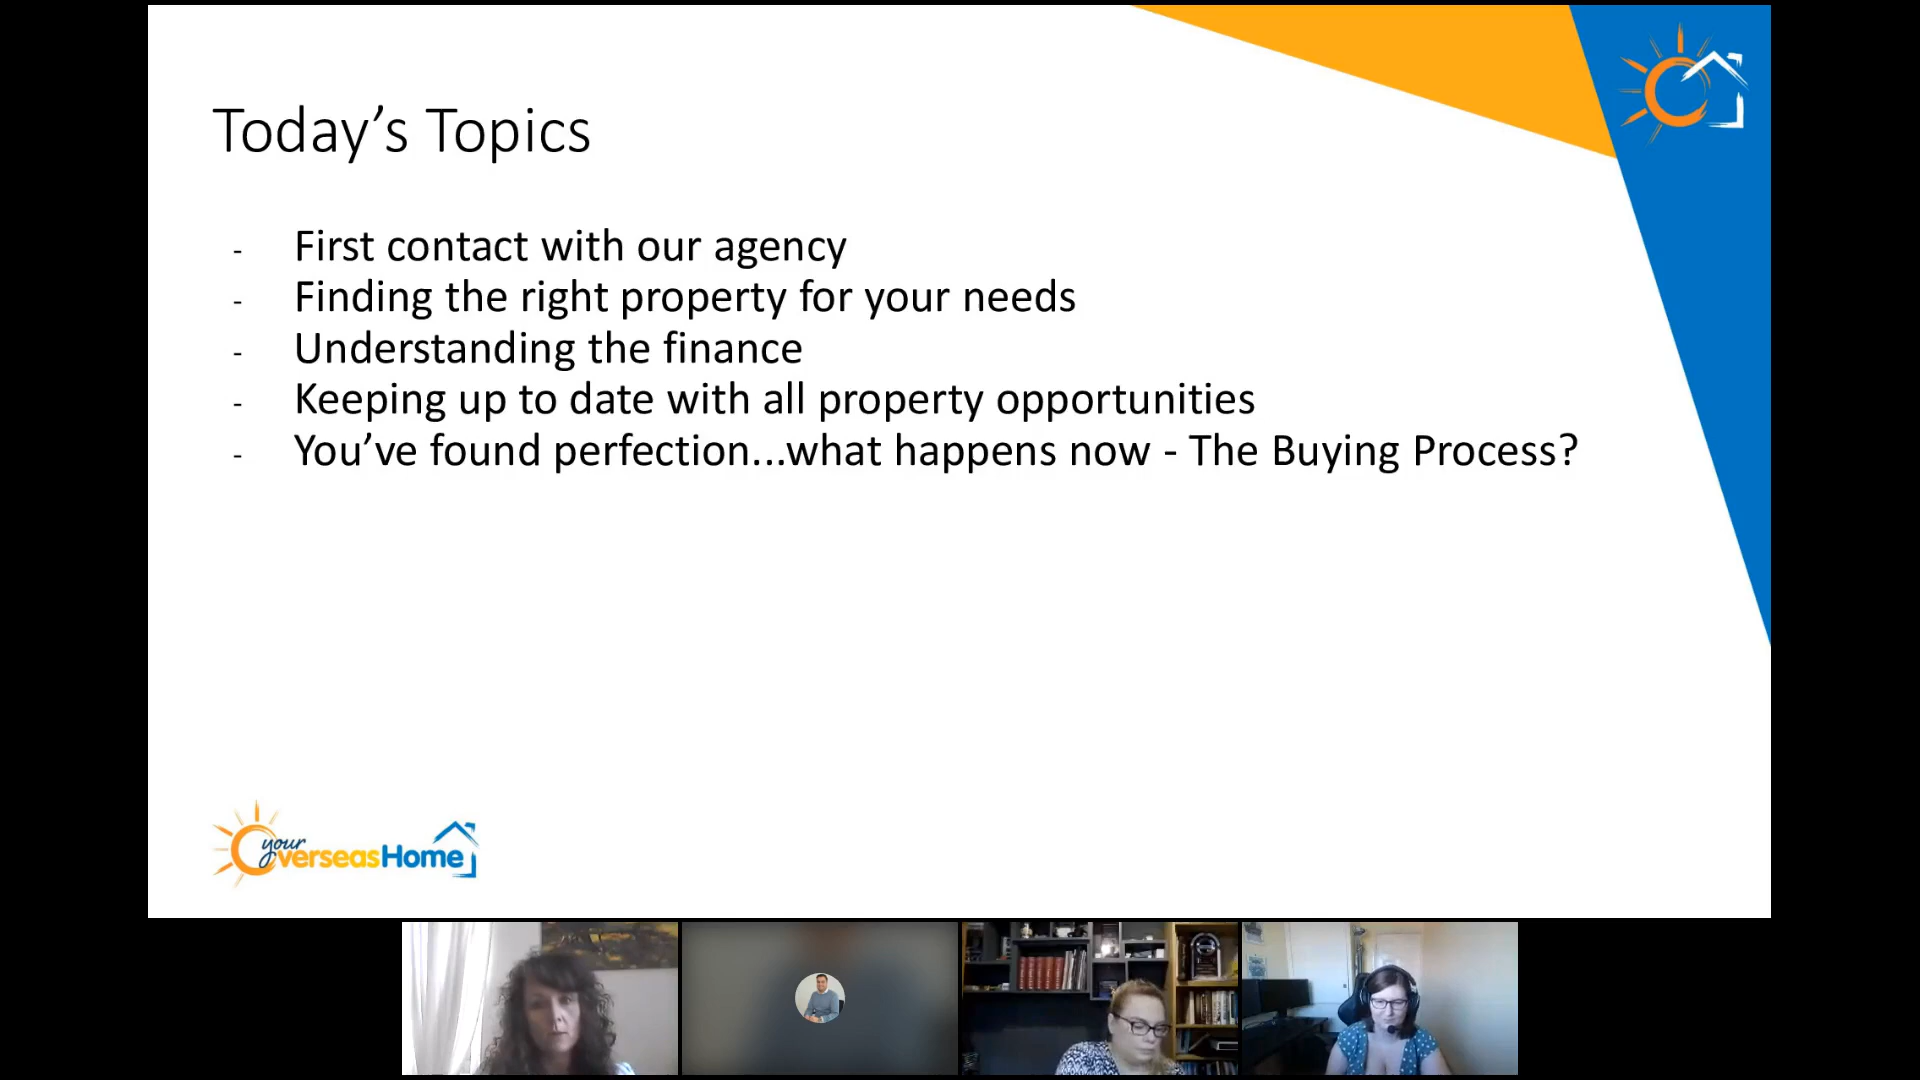 Today’s Topics
- First contact with our agency
- Finding the right property for your needs
- Understanding the finance
- Keeping up to date with all property opportunities
- You’ve found perfection...what happens now - The Buying Process?
your
OverseasHome